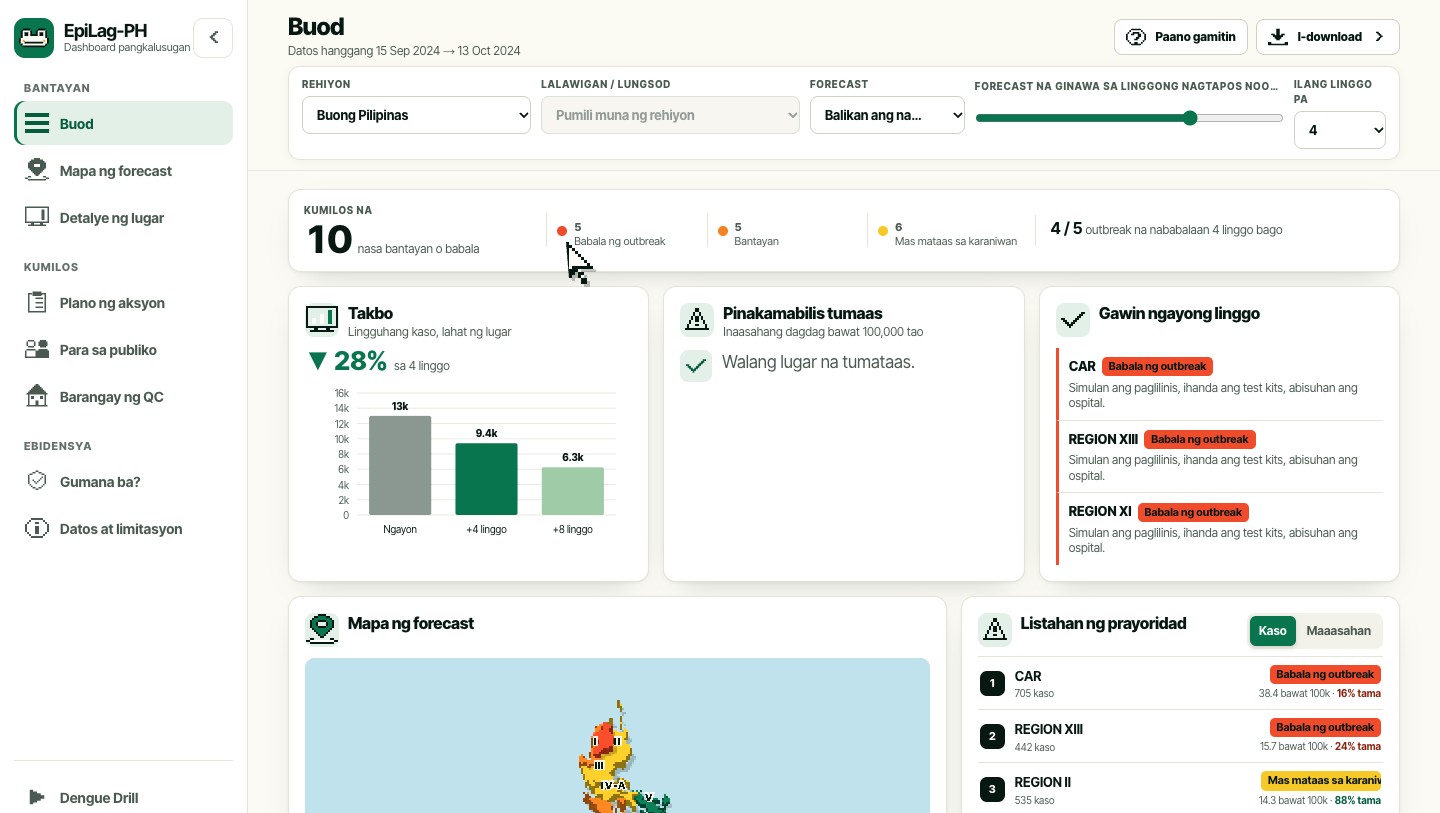 EpiLag-PH
Dashboard pangkalusugan
BANTAYAN
Buod
Mapa ng forecast
Detalye ng lugar
KUMILOS
Plano ng aksyon
Para sa publiko
Barangay ng QC
EBIDENSYA
Gumana ba?
Datos at limitasyon
Dengue Drill
Buod
Datos hanggang 15 Sep 2024 → 13 Oct 2024
Paano gamitin
I-download
REHIYON
Buong Pilipinas
LALAWIGAN / LUNGSOD
Pumili muna ng rehiyon
FORECAST
Balikan ang na...
FORECAST NA GINAWA SA LINGGONG NAGTAPOS NOO...
ILANG LINGGO
PA
4
KUMILOS NA
10 nasa bantayan o babala
5
Babala ng outbreak
5
Bantayan
6
Mas mataas sa karaniwan
4 / 5 outbreak na nababalaan 4 linggo bago
Takbo
Lingguhang kaso, lahat ng lugar
▼ 28% sa 4 linggo
16k
14k
12k
10k
8k
6k
4k
2k
0
13k
9.4k
6.3k
Ngayon
+4 linggo
+8 linggo
Pinakamabilis tumaas
Inaasahang dagdag bawat 100,000 tao
Walang lugar na tumataas.
Gawin ngayong linggo
CAR Babala ng outbreak
Simulan ang paglilinis, ihanda ang test kits, abisuhan ang
ospital.
REGION XIII Babala ng outbreak
Simulan ang paglilinis, ihanda ang test kits, abisuhan ang
ospital.
REGION XI Babala ng outbreak
Simulan ang paglilinis, ihanda ang test kits, abisuhan ang
ospital.
Mapa ng forecast
I
II
III
IV-A
V
Listahan ng prayoridad
Kaso
Maaasahan
1
CAR
705 kaso
Babala ng outbreak
38.4 bawat 100k · 16% tama
2
REGION XIII
442 kaso
Babala ng outbreak
15.7 bawat 100k · 24% tama
3
REGION II
535 kaso
Mas mataas sa karaniw
14.3 bawat 100k · 88% tama